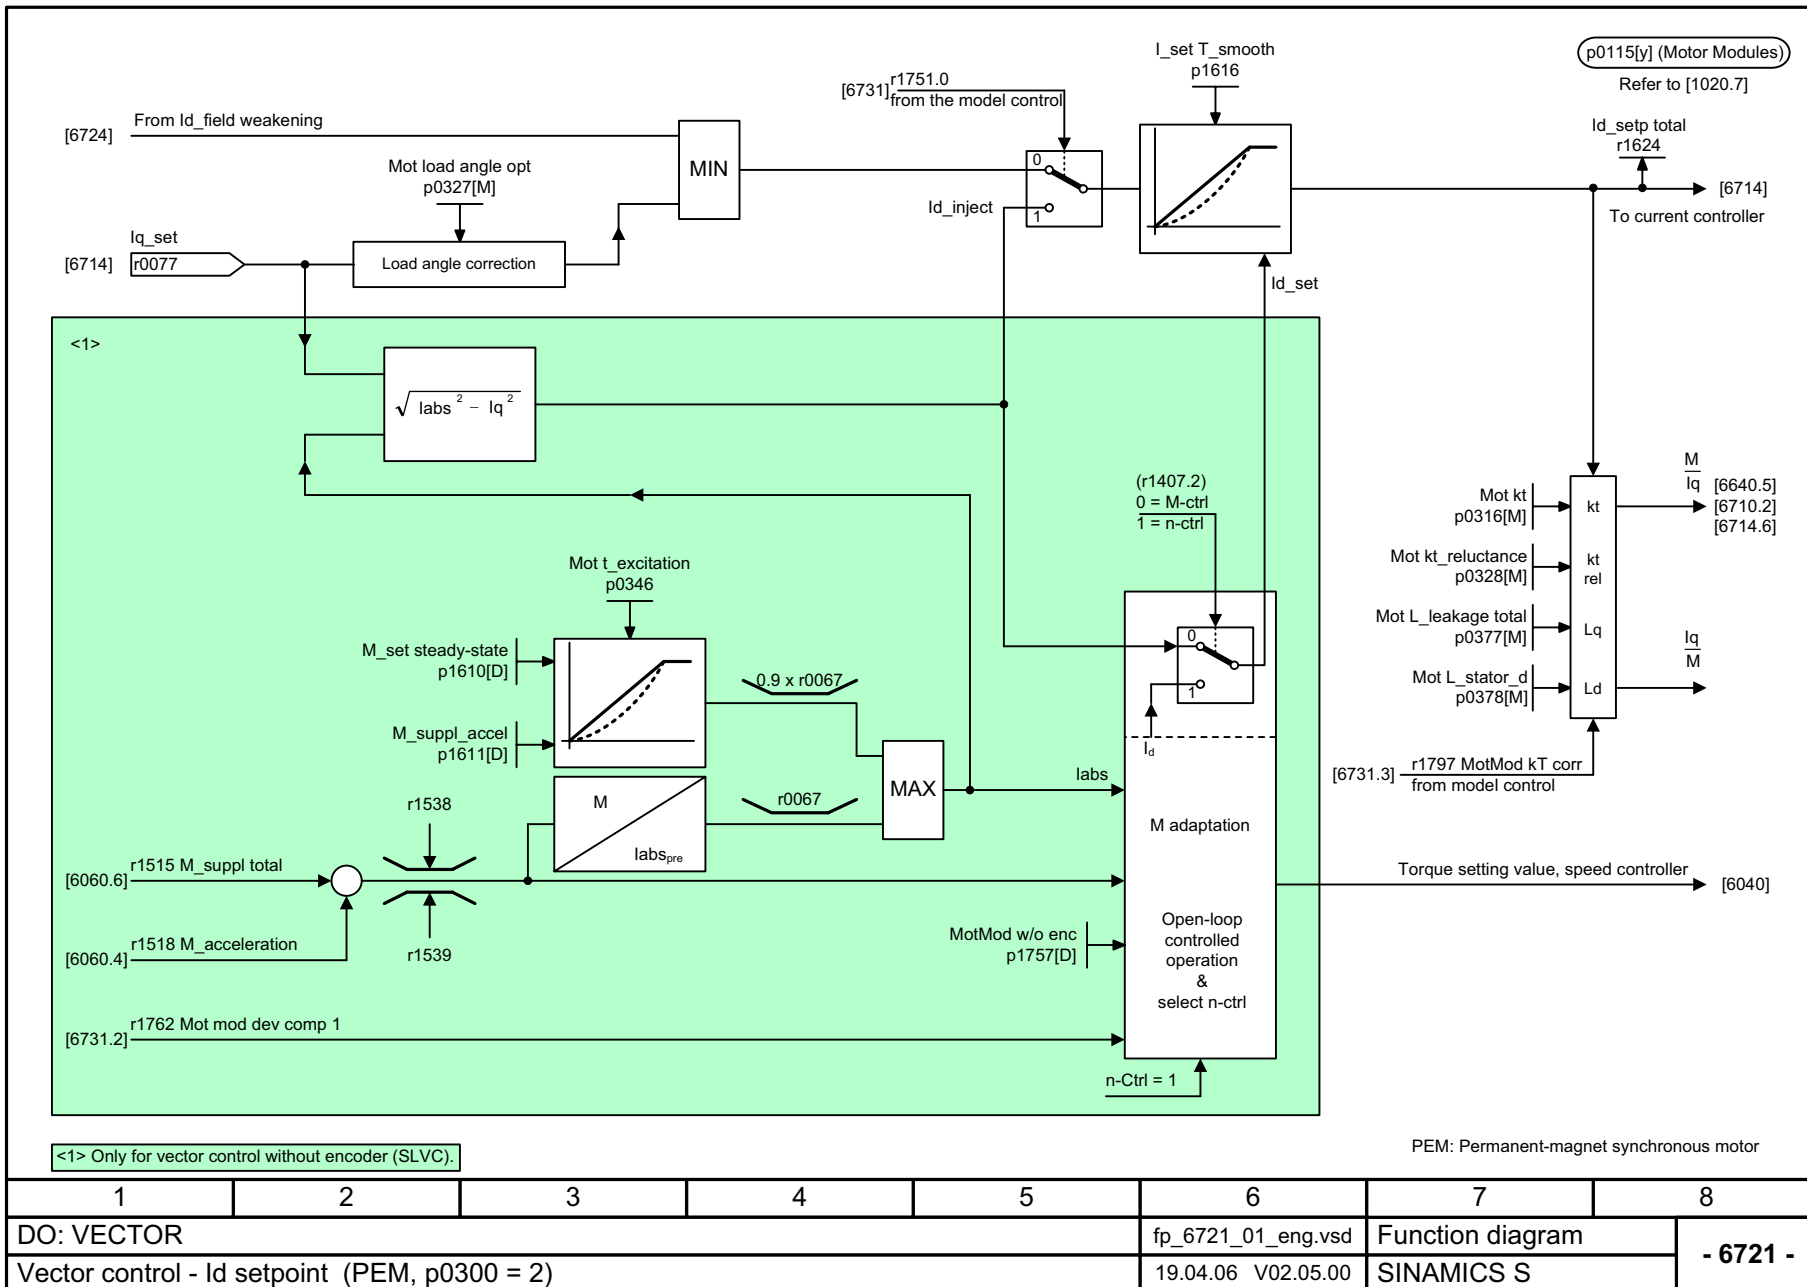 I_set T_smooth
p1616
p0115[y] (Motor Modules)
Refer to [1020.7]
[6731]
r1751.0
from the model control
[6724]
From Id_field weakening
Mot load angle opt
p0327[M]
MIN
0
1
Id_inject
Id_setp total
r1624
[6714]
To current controller
Iq_set
[6714]
r0077
Load angle correction
Id_set
<1>
√ Iabs 2 – Iq 2
(r1407.2)
0 = M-ctrl
1 = n-ctrl
Mot kt
p0316[M]
kt
M
Iq
[6640.5]
[6710.2]
[6714.6]
Mot kt_reluctance
p0328[M]
kt
rel
Mot L_leakage total
p0377[M]
Lq
Mot L_stator_d
p0378[M]
Ld
Iq
M
[6731.3]
r1797 MotMod kT corr
from model control
Mot t_excitation
p0346
M_set steady-state
p1610[D]
M_suppl_accel
p1611[D]
0.9 x r0067
0
1
Id
MAX
Iabs
r0067
M
Iabspre
M adaptation
r1538
[6060.6]
r1515 M_suppl total
r1539
[6060.4]
r1518 M_acceleration
MotMod w/o enc
p1757[D]
Open-loop
controlled
operation
&
select n-ctrl
Torque setting value, speed controller
[6040]
[6731.2]
r1762 Mot mod dev comp 1
n-Ctrl = 1
<1> Only for vector control without encoder (SLVC).
PEM: Permanent-magnet synchronous motor
1 2 3 4 5 6 7 8
DO: VECTOR
fp_6721_01_eng.vsd
Function diagram
- 6721 -
Vector control - Id setpoint (PEM, p0300 = 2)
19.04.06 V02.05.00
SINAMICS S